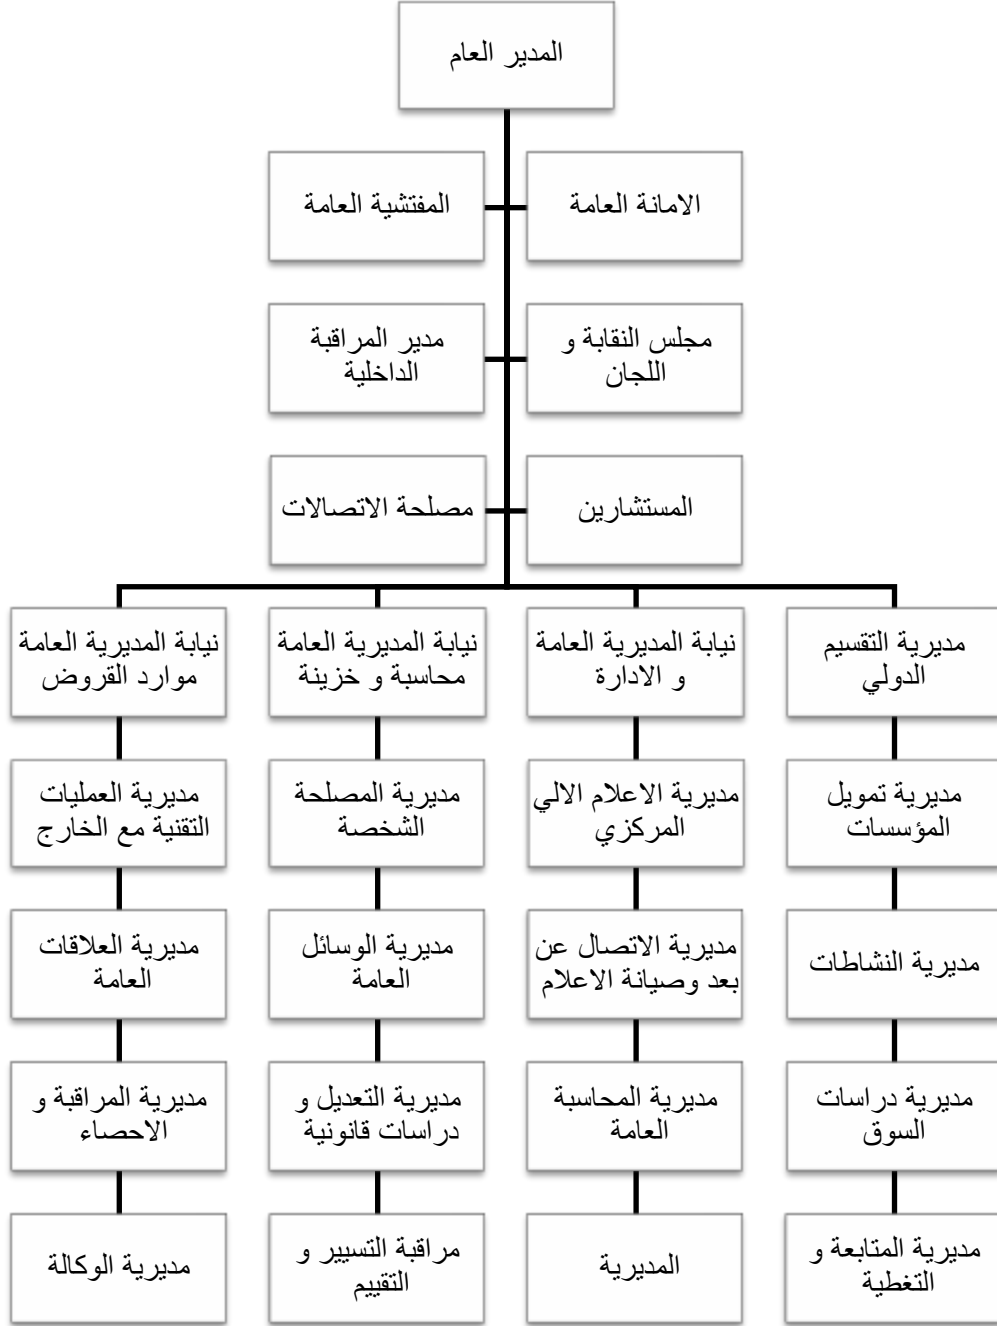 المدير العام
الامانة العامة
المفتشية العامة
مجلس النقابة و
اللجان
مدير المراقبة
الداخلية
المستشارين
مصلحة الاتصالات
مديرية التقسيم
الدولي
نيابة المديرية العامة
و الادارة
نيابة المديرية العامة
محاسبة و خزينة
نيابة المديرية العامة
موارد القروض
مديرية تمويل
المؤسسات
مديرية الاعلام الالي
المركزي
مديرية المصلحة
الشخصة
مديرية العمليات
التقنية مع الخارج
مديرية النشاطات
مديرية الاتصال عن
بعد وصيانة الاعلام
مديرية الوسائل
العامة
مديرية العلاقات
العامة
مديرية دراسات
السوق
مديرية المحاسبة
العامة
مديرية التعديل و
دراسات قانونية
مديرية المراقبة و
الاحصاء
مديرية المتابعة و
التغطية
المديرية
مراقبة التسيير و
التقييم
مديرية الوكالة